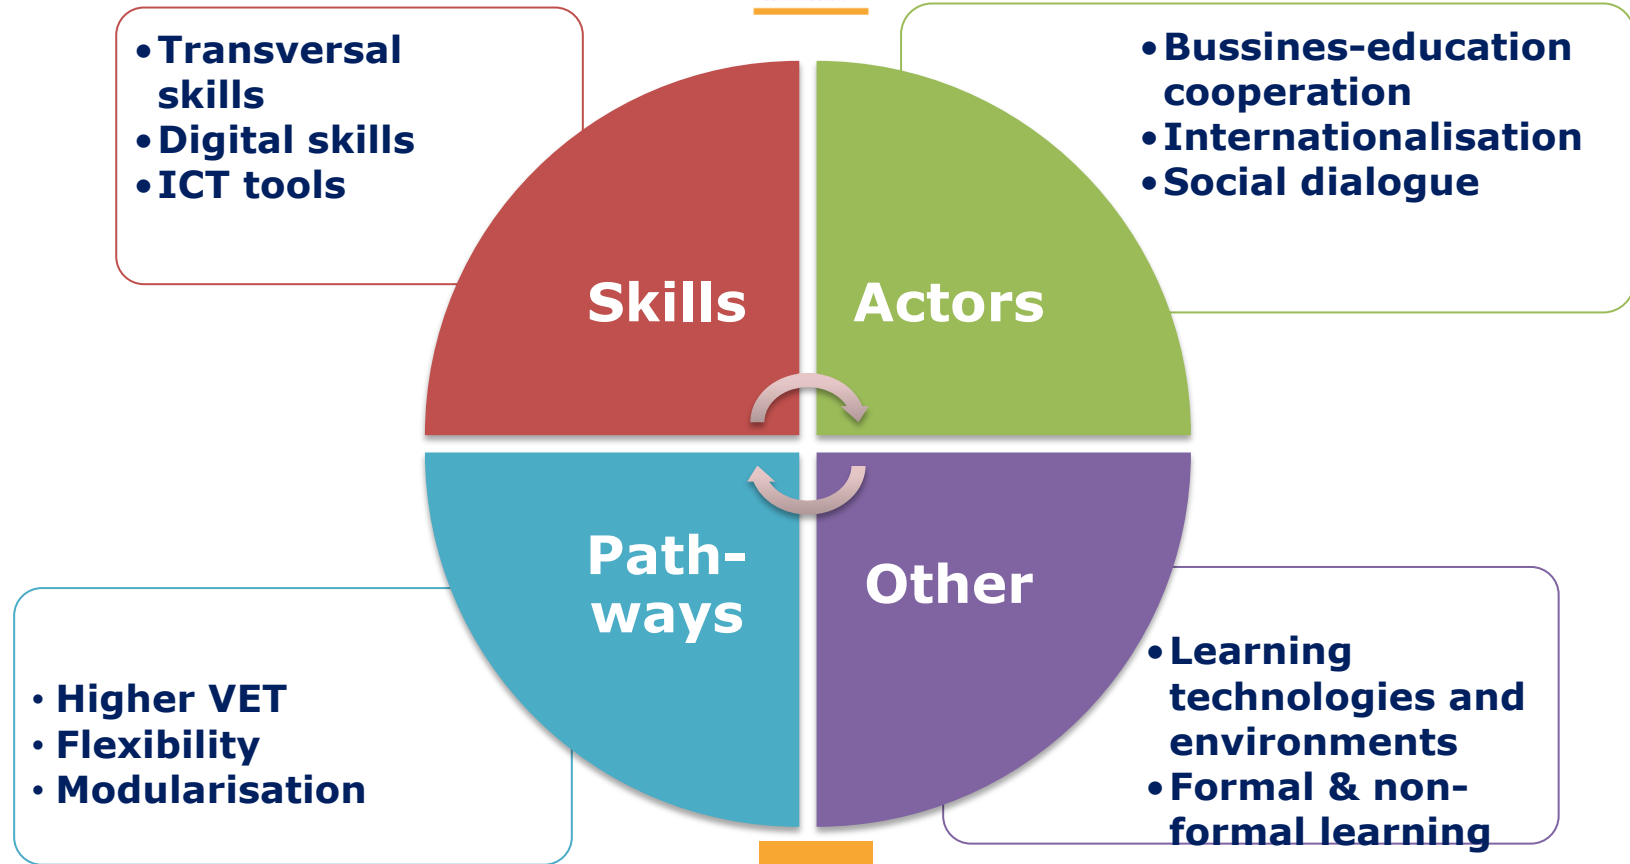 •Transversal
skills
•Digital skills
•ICT tools
•Bussines-education
cooperation
•Internationalisation
•Social dialogue
Skills
Actors
Path-
ways
Other
• Higher VET
• Flexibility
• Modularisation
•Learning
technologies and
environments
•Formal & non-
formal learning